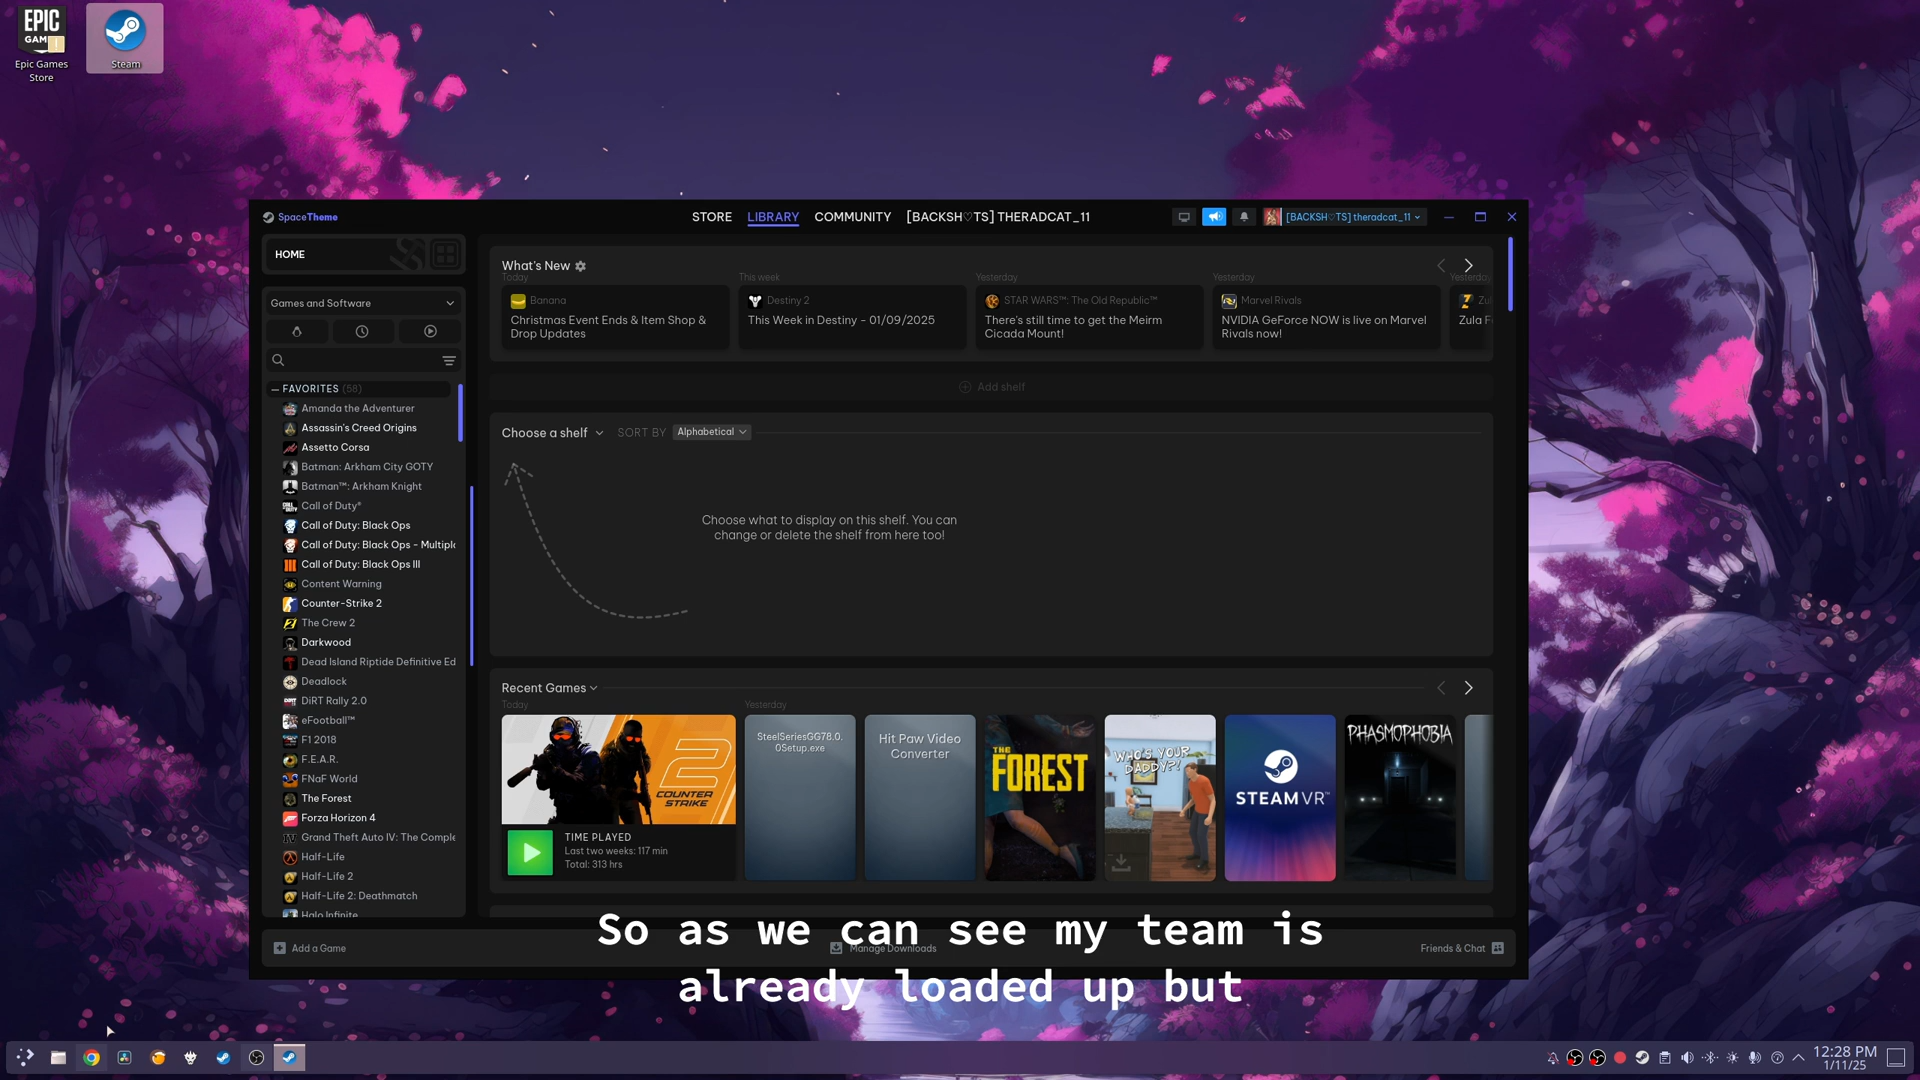 EPIC
GAMES
Epic Games
Store
Steam
SpaceTheme
STORE
LIBRARY
COMMUNITY
[BACKSH♡TS] THERADCAT_11
[BACKSH♡TS] theradcat_11
HOME
Games and Software
FAVORITES (58)
Amanda the Adventurer
Assassin's Creed Origins
Assetto Corsa
Batman: Arkham City GOTY
Batman™: Arkham Knight
Call of Duty®
Call of Duty: Black Ops
Call of Duty: Black Ops - Multipl
Call of Duty: Black Ops III
Content Warning
Counter-Strike 2
The Crew 2
Darkwood
Dead Island Riptide Definitive Ed
Deadlock
DiRT Rally 2.0
eFootball™
F1 2018
F.E.A.R.
FNaF World
The Forest
Forza Horizon 4
Grand Theft Auto IV: The Comple
Half-Life
Half-Life 2
Half-Life 2: Deathmatch
Halo Infinite
What's New
Today
Banana
Christmas Event Ends & Item Shop &
Drop Updates
This week
Destiny 2
This Week in Destiny - 01/09/2025
Yesterday
STAR WARS™: The Old Republic™
There's still time to get the Meirm
Cicada Mount!
Yesterday
Marvel Rivals
NVIDIA GeForce NOW is live on Marvel
Rivals now!
Yesterday
Zul
Zula F
Add shelf
Choose a shelf
SORT BY
Alphabetical
Choose what to display on this shelf. You can
change or delete the shelf from here too!
Recent Games
Today
Yesterday
2
COUNTER
STRIKE
TIME PLAYED
Last two weeks: 117 min
Total: 313 hrs
SteelSeriesGG78.0.
0Setup.exe
Hit Paw Video
Converter
THE
FOREST
WHO'S YOUR
DADDY?!
STEAMVR™
PHASMOPHOBIA
So as we can see my team is
already loaded up but
Add a Game
Manage Downloads
Friends & Chat
12:28 PM
1/11/25